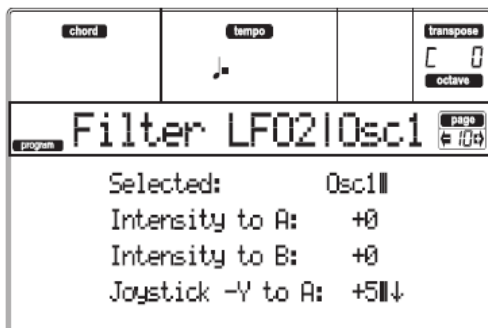 chord tempo transpose
C 0
octave
program Filter LFO2|Osc1 page
10
Selected: Osc1
Intensity to A: +0
Intensity to B: +0
Joystick -Y to A: +5